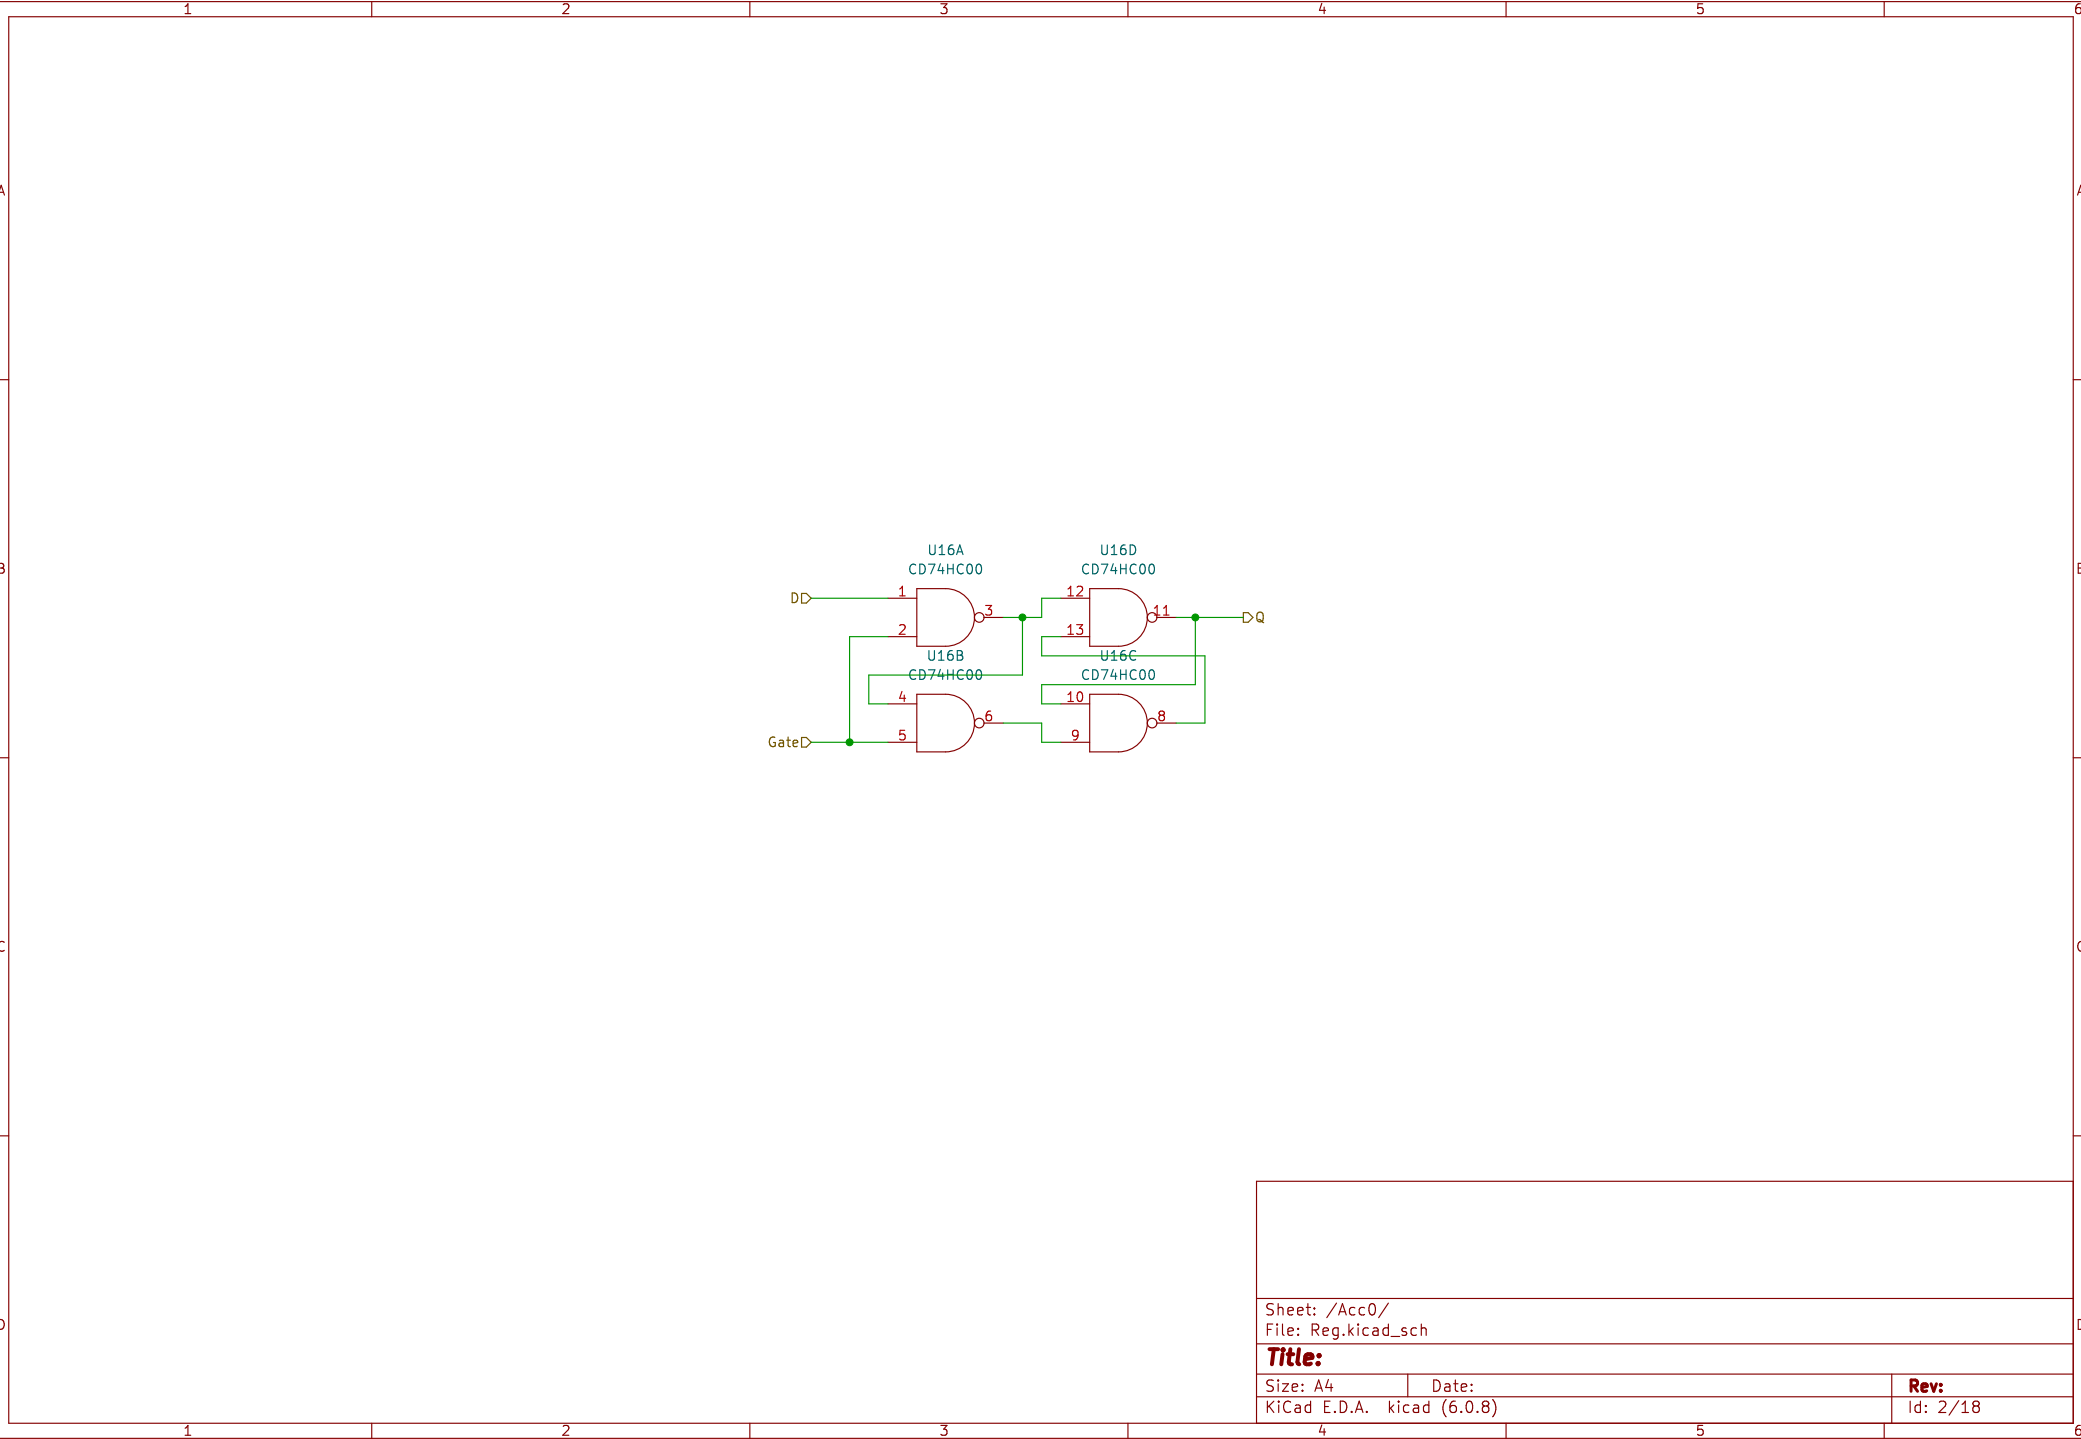 1 2 3 4 5 6
A A
U16A U16D
CD74HC00 CD74HC00
D 1 3 12 11 Q
2 13
U16B U16C
CD74HC00 CD74HC00
4 6 10 8
Gate 5 9
Sheet: /Acc0/
File: Reg.kicad_sch
Title:
Size: A4 Date: Rev:
KiCad E.D.A. kicad (6.0.8) Id: 2/18
1 2 3 4 5 6